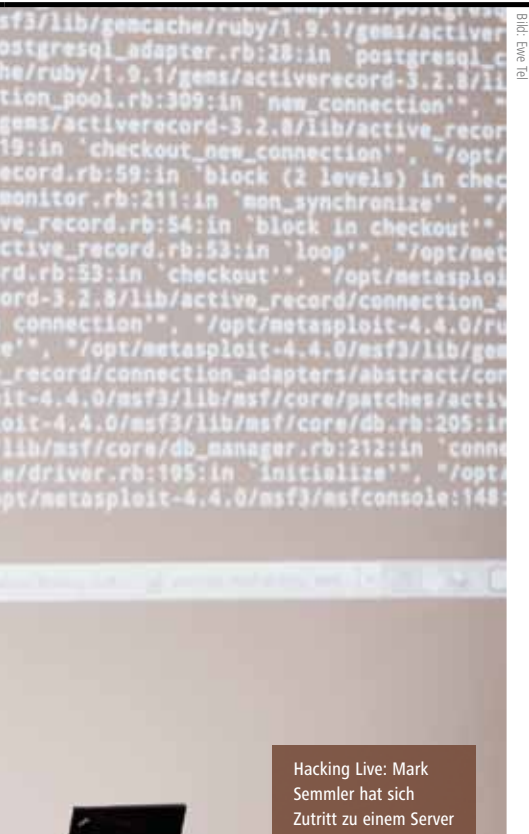 sf3/lib/gemcache/ruby/1.9.1/gems/activer
postgresql_adapter.rb:28:in `postgresql_c
he/ruby/1.9.1/gems/activerecord-3.2.8/li
tion_pool.rb:309:in `new_connection'", "
gems/activerecord-3.2.8/lib/active_recor
19:in `checkout_new_connection'", "/opt/
ecord.rb:59:in `block (2 levels) in chec
monitor.rb:211:in `mon_synchronize'", "/
ve_record.rb:54:in `block in checkout'",
ctive_record.rb:53:in `loop'", "/opt/met
rd.rb:53:in `checkout'", "/opt/metasploi
ord-3.2.8/lib/active_record/connection_a
connection'", "/opt/metasploit-4.4.0/ru
e'", "/opt/metasploit-4.4.0/msf3/lib/gem
_record/connection_adapters/abstract/con
it-4.4.0/msf3/lib/msf/core/patches/activ
oit-4.4.0/msf3/lib/msf/core/db.rb:205:in
lib/msf/core/db_manager.rb:212:in `conne
e/driver.rb:195:in `initialize'", "/opt/
pt/metasploit-4.4.0/msf3/msfconsole:148:
Bild: Ewe Tel
Hacking Live: Mark
Semmler hat sich
Zutritt zu einem Server